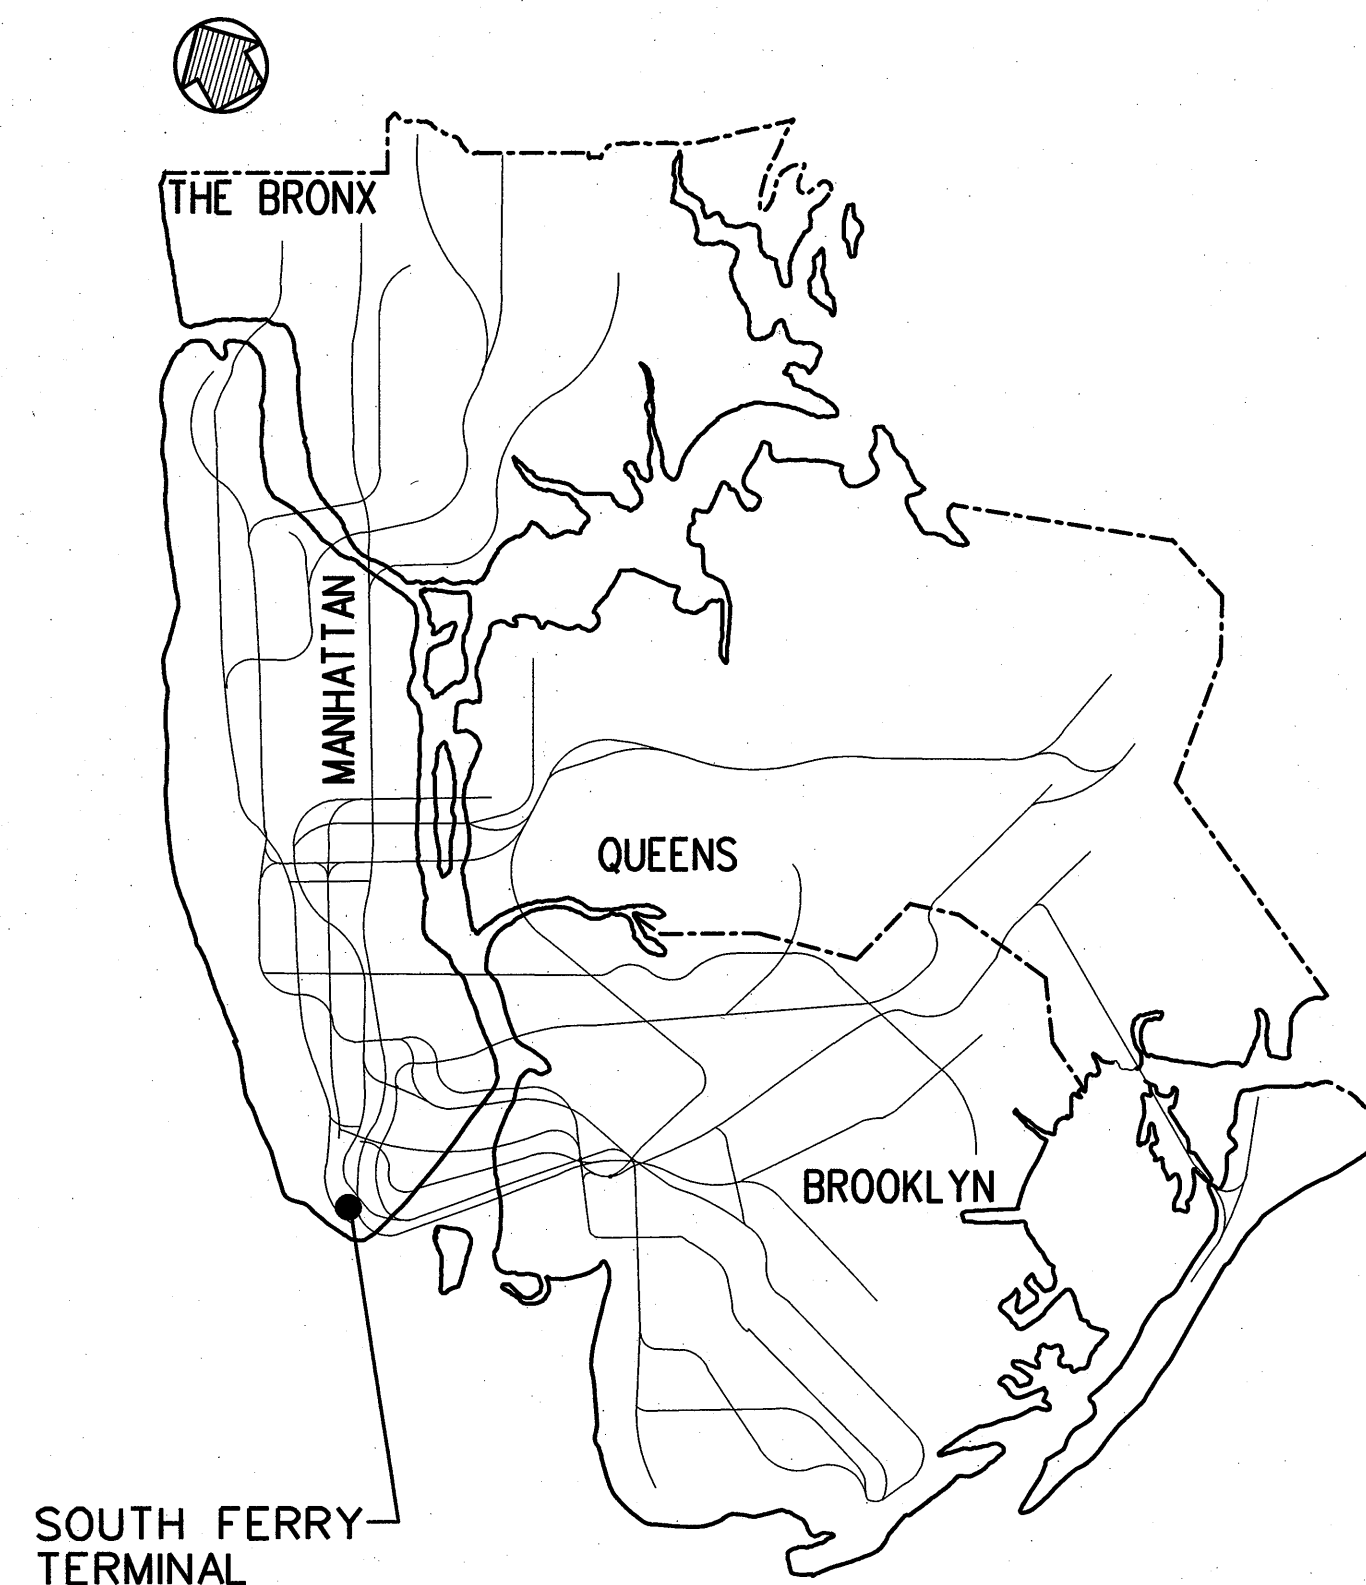 THE BRONX
MANHATTAN
QUEENS
BROOKLYN
SOUTH FERRY
TERMINAL